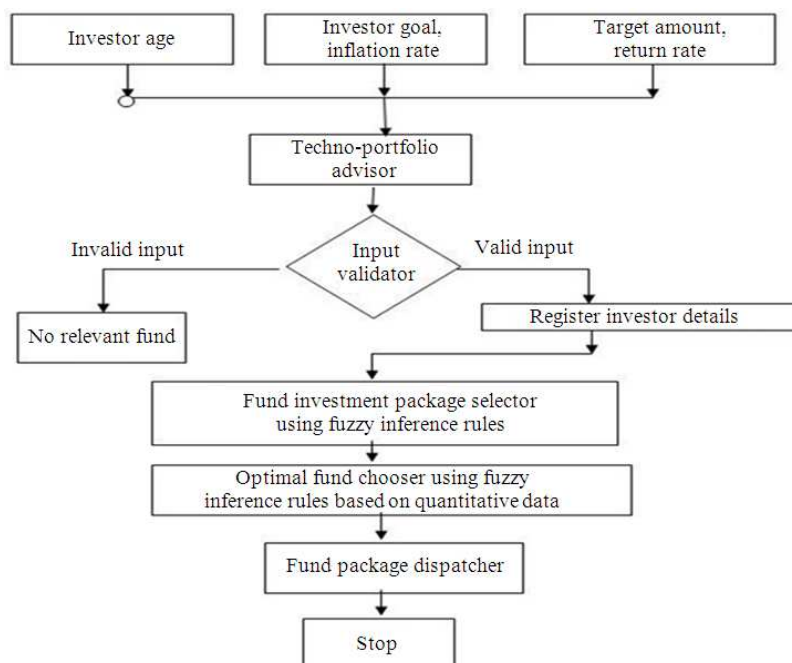 Investor age
Investor goal,
inflation rate
Target amount,
return rate
Techno-portfolio
advisor
Invalid input
Input
validator
Valid input
No relevant fund
Register investor details
Fund investment package selector
using fuzzy inference rules
Optimal fund chooser using fuzzy
inference rules based on quantitative data
Fund package dispatcher
Stop